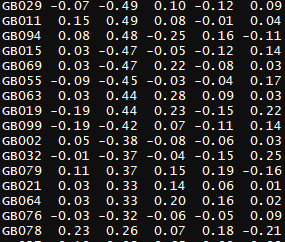 GB029 -0.07 -0.49 0.10 -0.12 0.09
GB011 0.15 0.49 0.08 -0.01 0.04
GB094 0.08 0.48 -0.25 0.16 -0.11
GB015 0.03 -0.47 -0.05 -0.12 0.14
GB069 0.03 -0.47 0.22 -0.08 0.03
GB055 -0.09 -0.45 -0.03 -0.04 0.17
GB063 0.03 0.44 0.28 0.09 0.03
GB019 -0.19 0.44 0.23 -0.15 0.22
GB099 -0.19 -0.42 0.07 -0.11 0.14
GB002 0.05 -0.38 -0.08 -0.06 0.03
GB032 -0.01 0.37 -0.04 -0.15 0.25
GB079 0.11 0.37 0.15 0.19 -0.16
GB021 0.03 0.33 0.14 0.06 0.01
GB064 0.03 0.33 0.20 0.16 0.02
GB076 -0.03 -0.32 -0.06 -0.05 0.09
GB078 0.23 0.26 0.07 0.18 -0.21